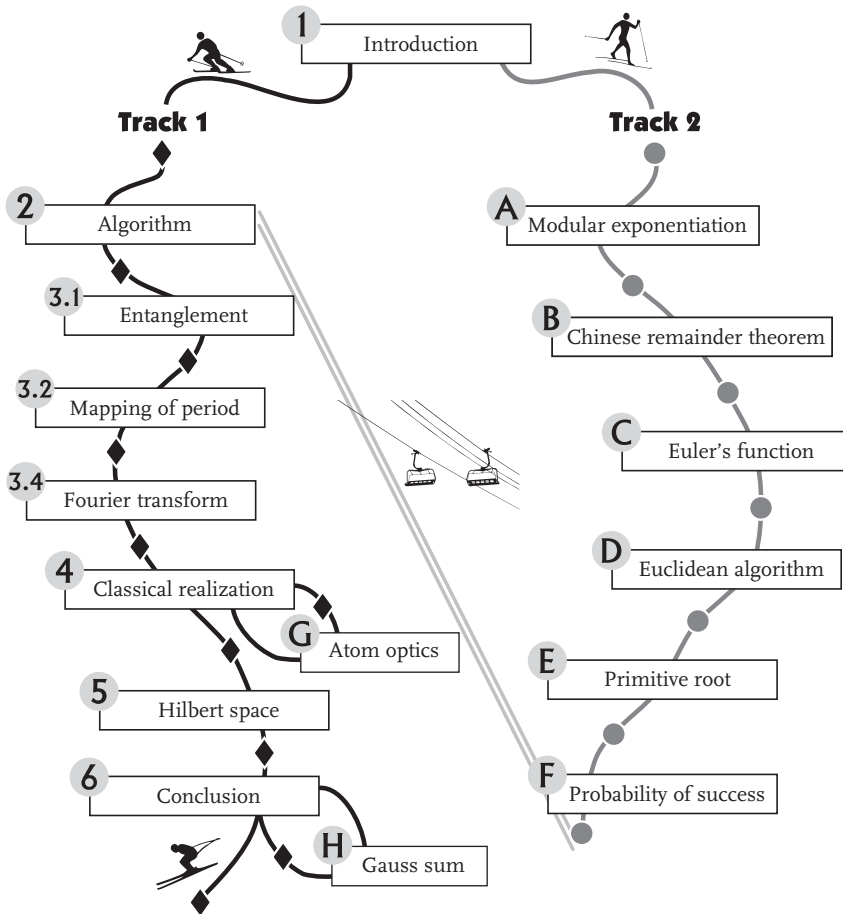 1
Introduction
Track 1
Track 2
2
Algorithm
A
Modular exponentiation
3.1
Entanglement
B
Chinese remainder theorem
3.2
Mapping of period
C
Euler's function
3.4
Fourier transform
D
Euclidean algorithm
4
Classical realization
G
Atom optics
E
Primitive root
5
Hilbert space
F
Probability of success
6
Conclusion
H
Gauss sum